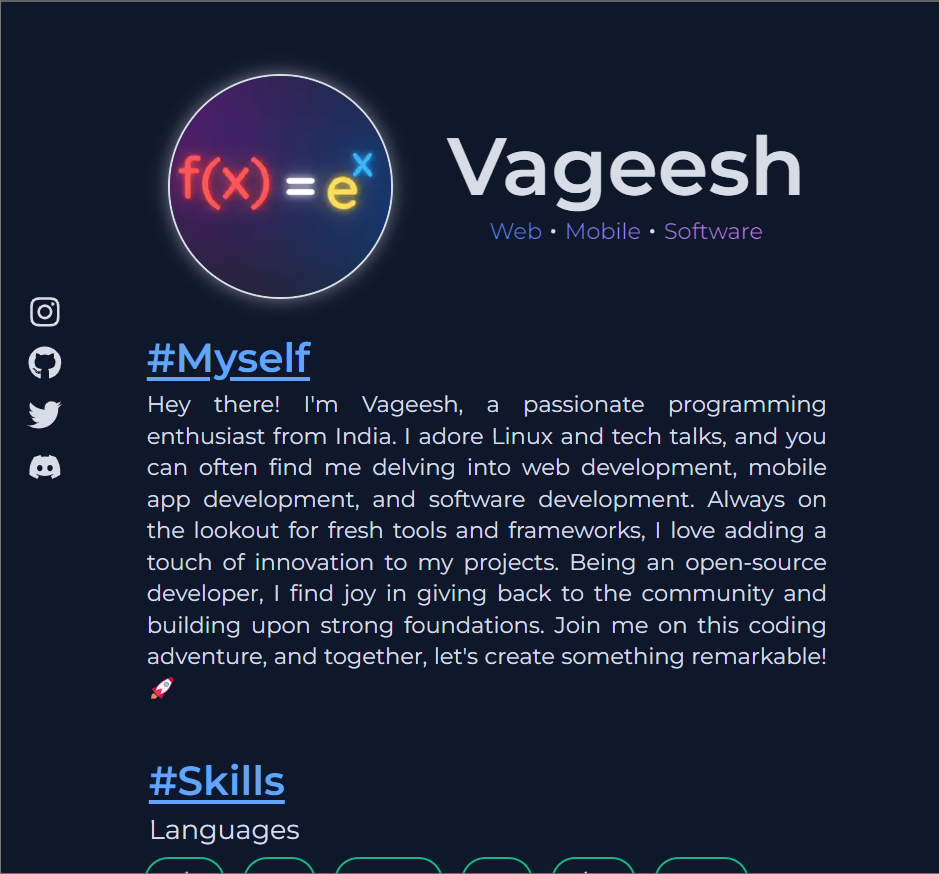 f(x) = e^x
Vageesh
Web • Mobile • Software
#Myself
Hey there! I'm Vageesh, a passionate programming
enthusiast from India. I adore Linux and tech talks, and you
can often find me delving into web development, mobile
app development, and software development. Always on
the lookout for fresh tools and frameworks, I love adding a
touch of innovation to my projects. Being an open-source
developer, I find joy in giving back to the community and
building upon strong foundations. Join me on this coding
adventure, and together, let's create something remarkable!
🚀
#Skills
Languages